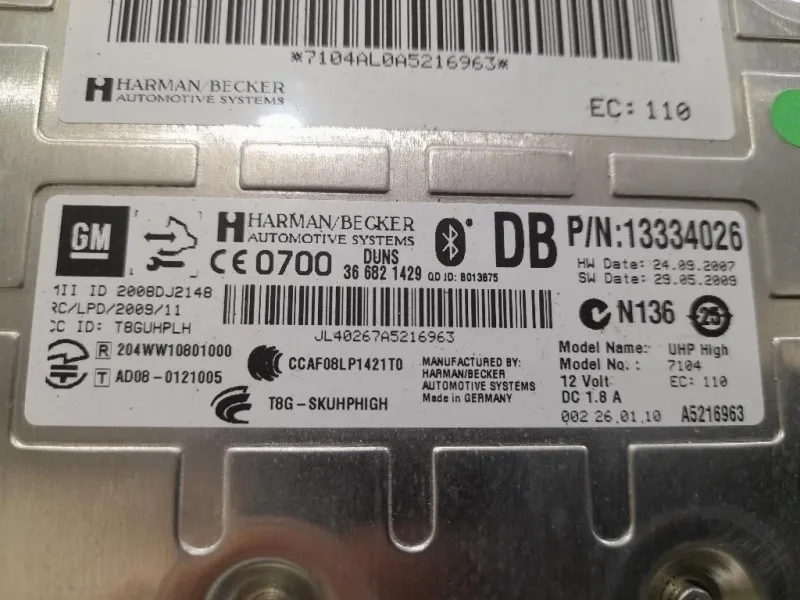 *7104AL0A5216963*
HARMAN/BECKER
AUTOMOTIVE SYSTEMS
EC: 110
GM
HARMAN/BECKER
AUTOMOTIVE SYSTEMS
DB
P/N:13334026
HW Date: 24.09.2007
SW Date: 29.05.2009
CE 0700
DUNS
36 682 1429
QD ID: B013675
MII ID 2008DJ2148
RC/LPD/2009/11
CC ID: T8GUHPLH
JL40267A5216963
N136
25
R 204WW10801000
T AD08-0121005
CCAF08LP1421T0
T8G-SKUHPHIGH
MANUFACTURED BY:
HARMAN/BECKER
AUTOMOTIVE SYSTEMS
Made in GERMANY
Model Name: UHP High
Model No.: 7104
12 Volt EC: 110
DC 1.8 A
002 26.01.10 A5216963